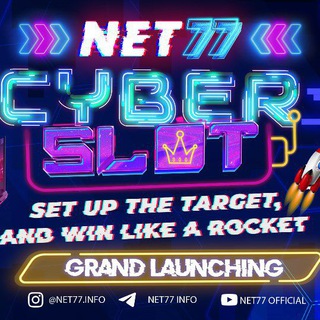 NET77
CYBER
SLOT
SET UP THE TARGET,
AND WIN LIKE A ROCKET
GRAND LAUNCHING
@NET77.INFO NET77 INFO NET77 OFFICIAL